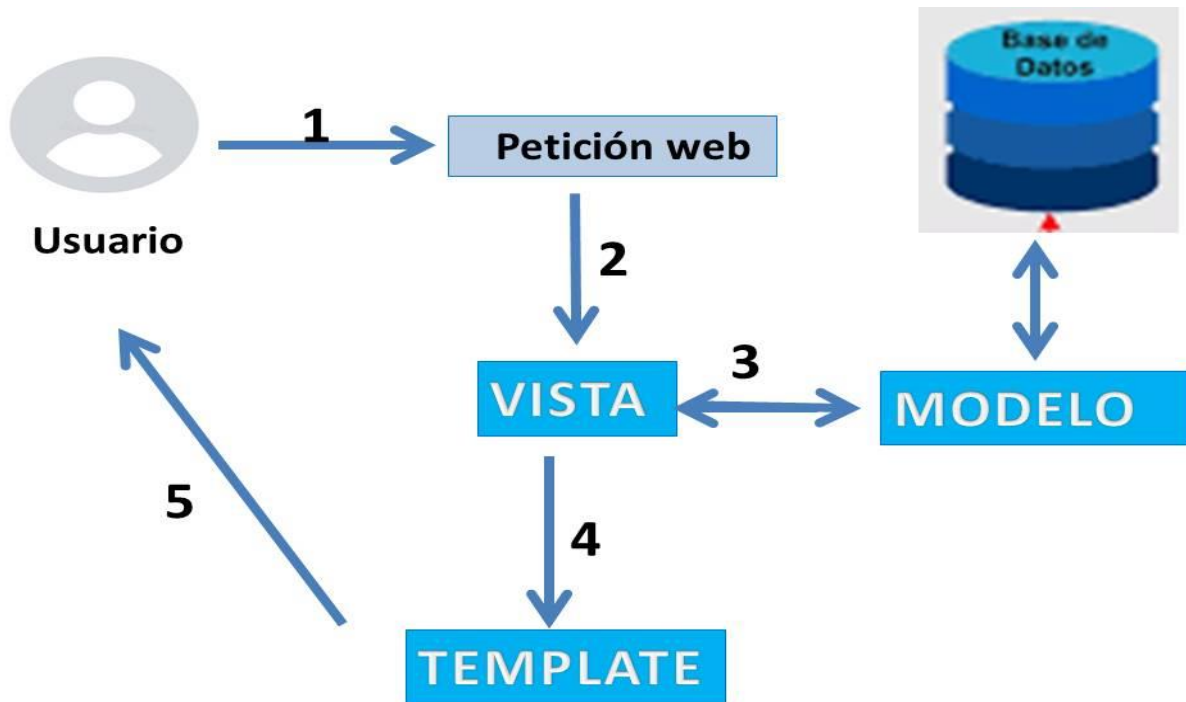 Base de
Datos
1
Petición web
Usuario
2
3
VISTA
MODELO
5
4
TEMPLATE